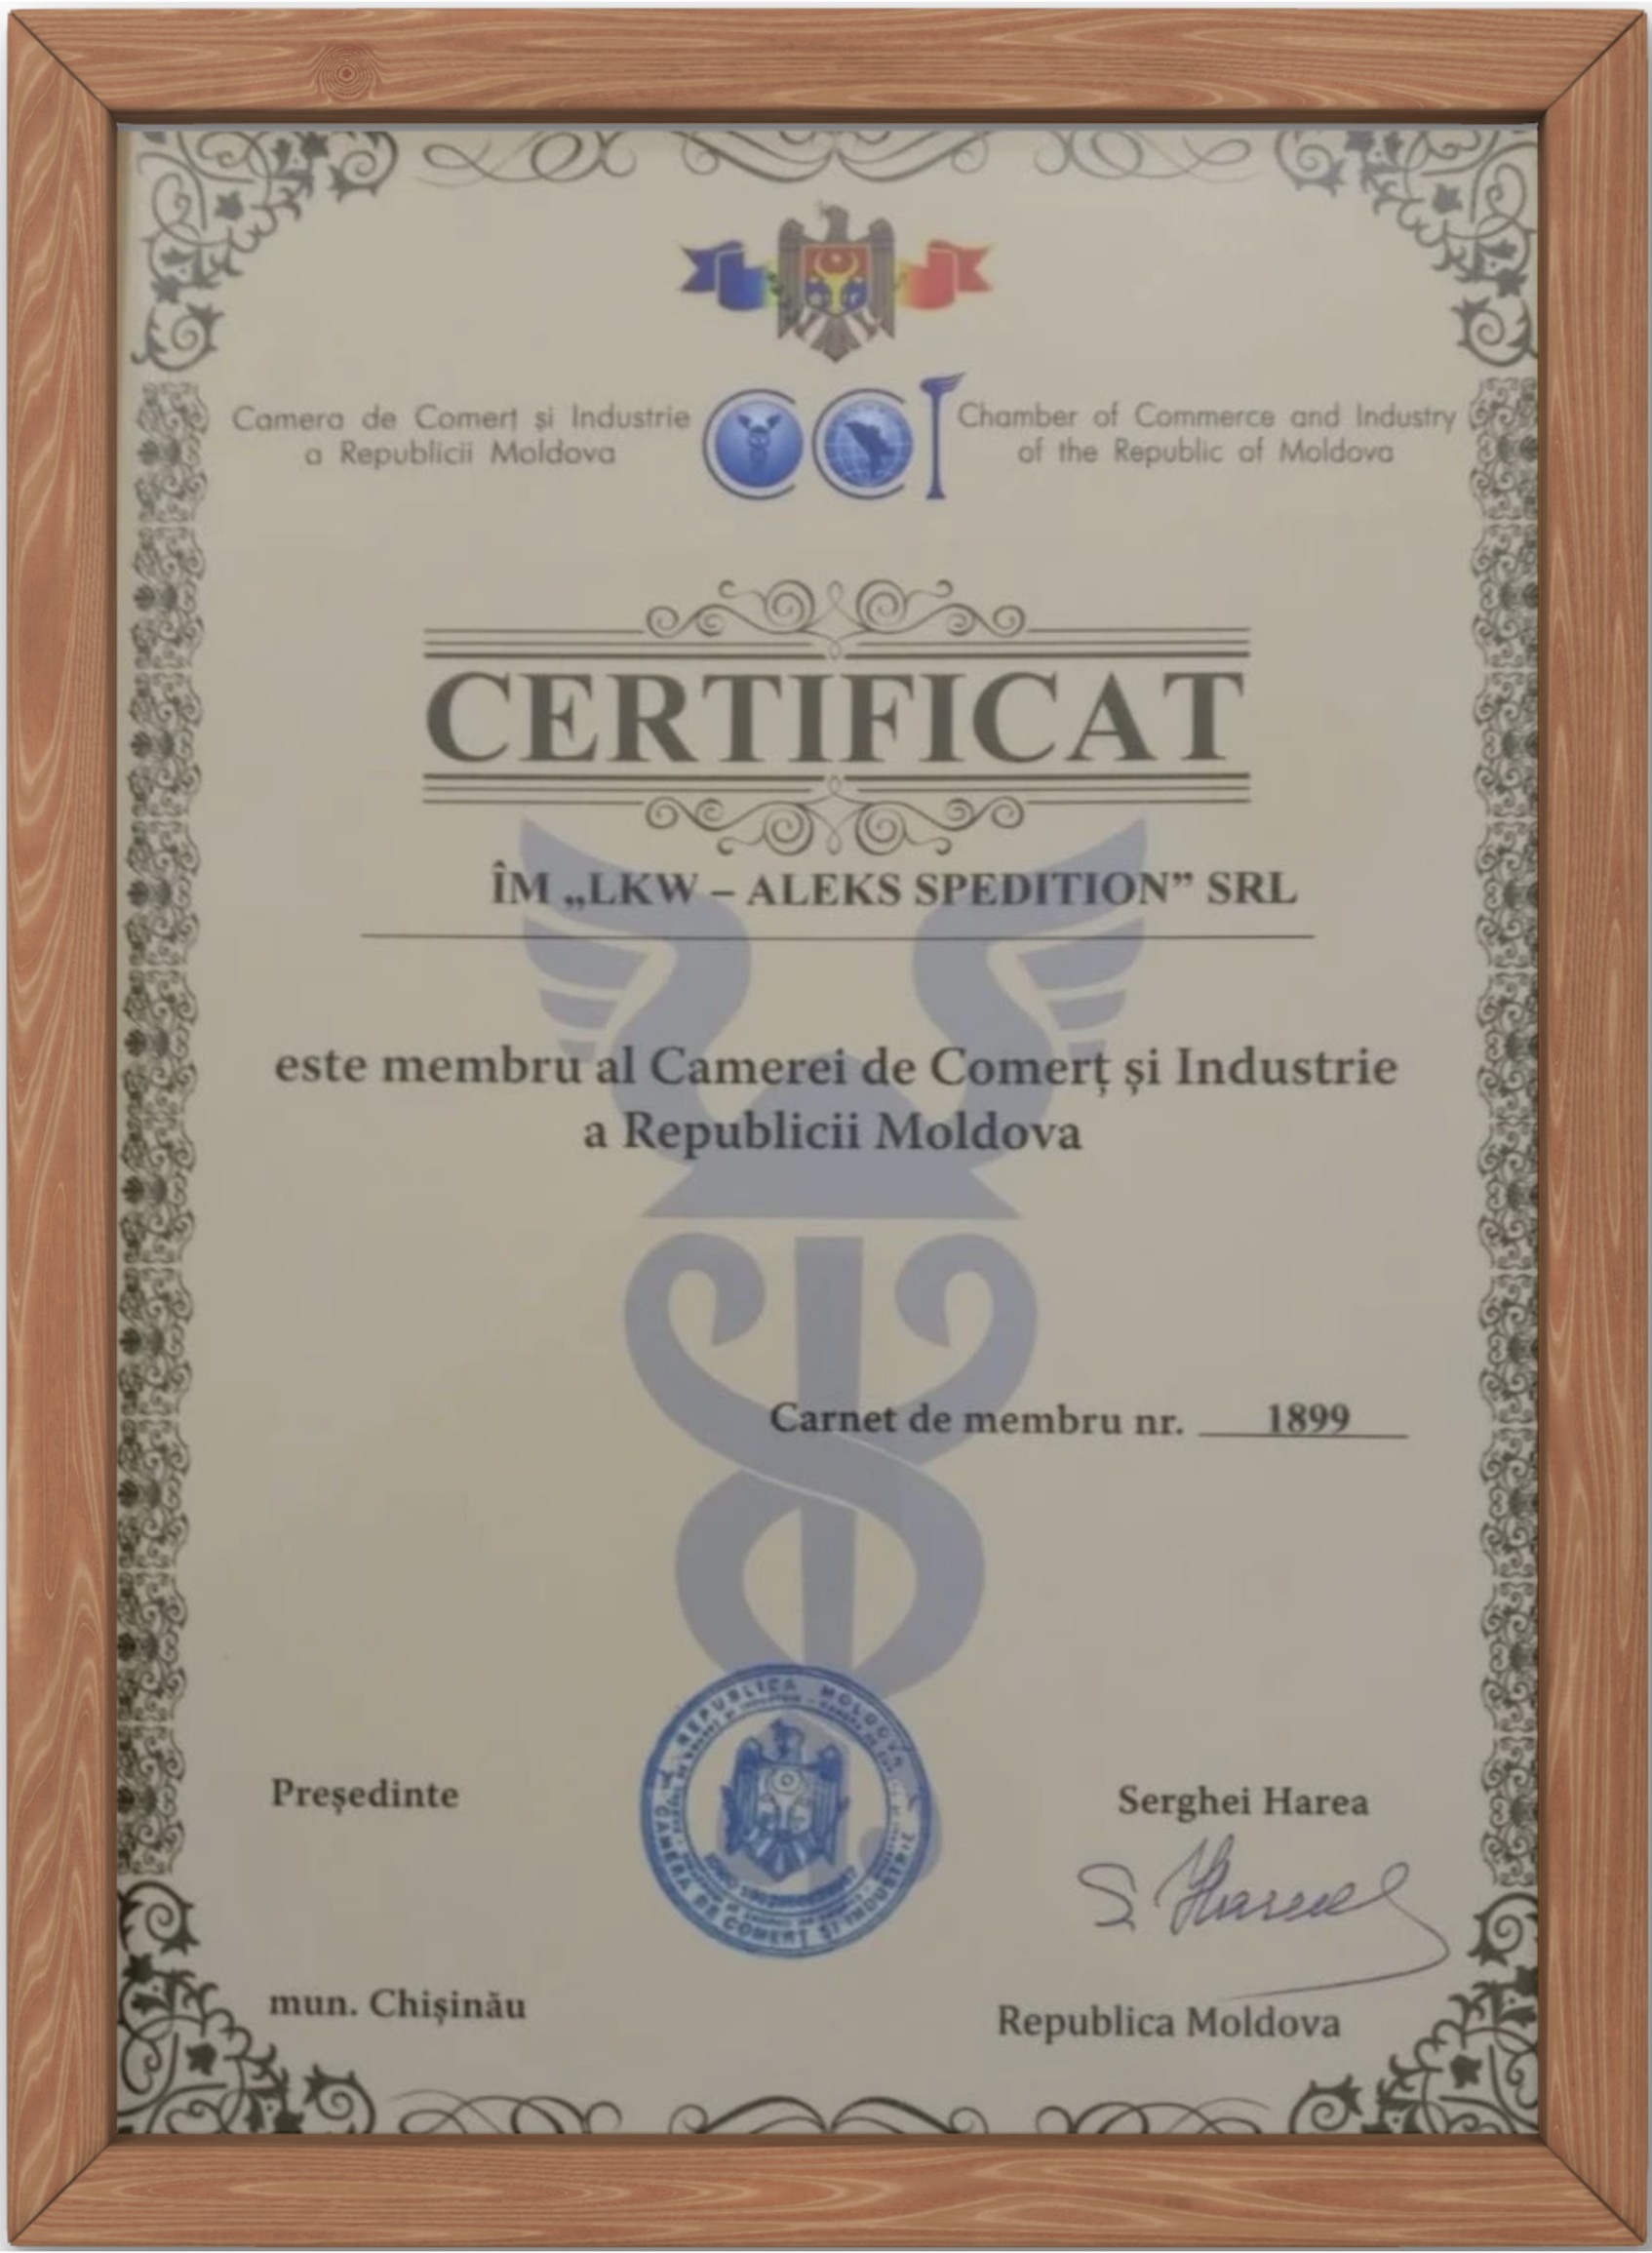 Camera de Comerț și Industrie
a Republicii Moldova
CCI
Chamber of Commerce and Industry
of the Republic of Moldova
CERTIFICAT
ÎM „LKW – ALEKS SPEDITION” SRL
este membru al Camerei de Comerț și Industrie
a Republicii Moldova
Carnet de membru nr. 1899
REPUBLICA MOLDOVA
CAMERA DE COMERȚ ȘI INDUSTRIE
Președinte
Serghei Harea
S. Harea
mun. Chișinău
Republica Moldova